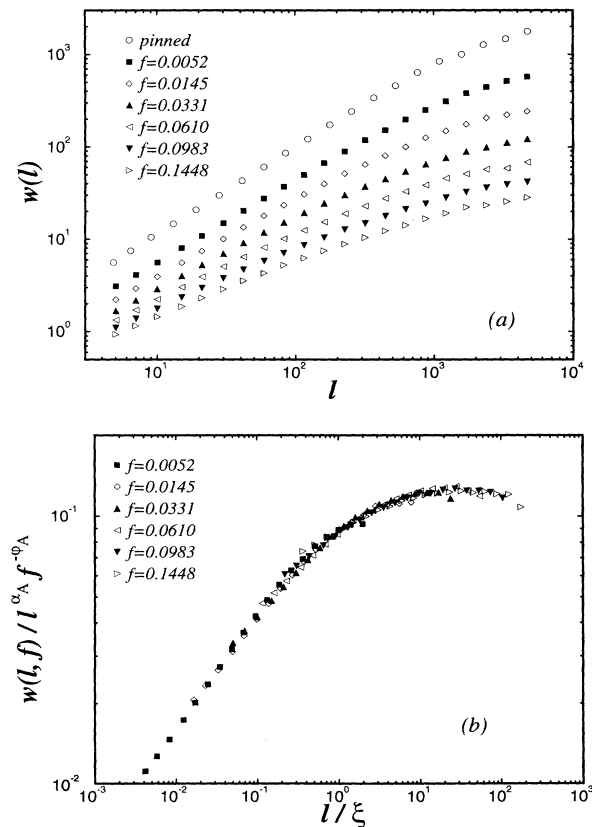 10³
10²
10¹
10⁰
w(l)
○ pinned
■ f=0.0052
◇ f=0.0145
▲ f=0.0331
◁ f=0.0610
▼ f=0.0983
▷ f=0.1448
(a)
10¹ 10² 10³ 10⁴
l
10⁻¹
10⁻²
w(l,f) / l^{α_A} f^{-φ_A}
■ f=0.0052
◇ f=0.0145
▲ f=0.0331
◁ f=0.0610
▼ f=0.0983
▷ f=0.1448
(b)
10⁻³ 10⁻² 10⁻¹ 10⁰ 10¹ 10² 10³
l / ξ